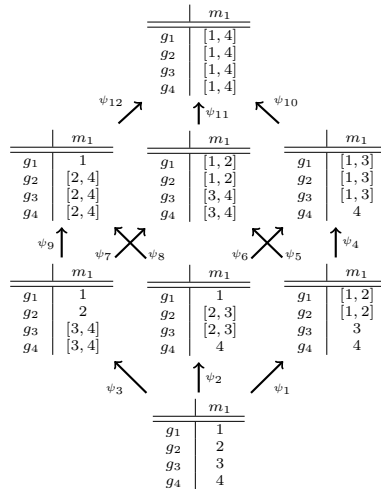 m₁
g₁ [1, 4]
g₂ [1, 4]
g₃ [1, 4]
g₄ [1, 4]
ψ₁₂ ψ₁₁ ψ₁₀
m₁ m₁ m₁
g₁ 1 g₁ [1, 2] g₁ [1, 3]
g₂ [2, 4] g₂ [1, 2] g₂ [1, 3]
g₃ [2, 4] g₃ [3, 4] g₃ [1, 3]
g₄ [2, 4] g₄ [3, 4] g₄ 4
ψ₉ ψ₇ ψ₈ ψ₆ ψ₅ ψ₄
m₁ m₁ m₁
g₁ 1 g₁ 1 g₁ [1, 2]
g₂ 2 g₂ [2, 3] g₂ [1, 2]
g₃ [3, 4] g₃ [2, 3] g₃ 3
g₄ [3, 4] g₄ 4 g₄ 4
ψ₃ ψ₂ ψ₁
m₁
g₁ 1
g₂ 2
g₃ 3
g₄ 4